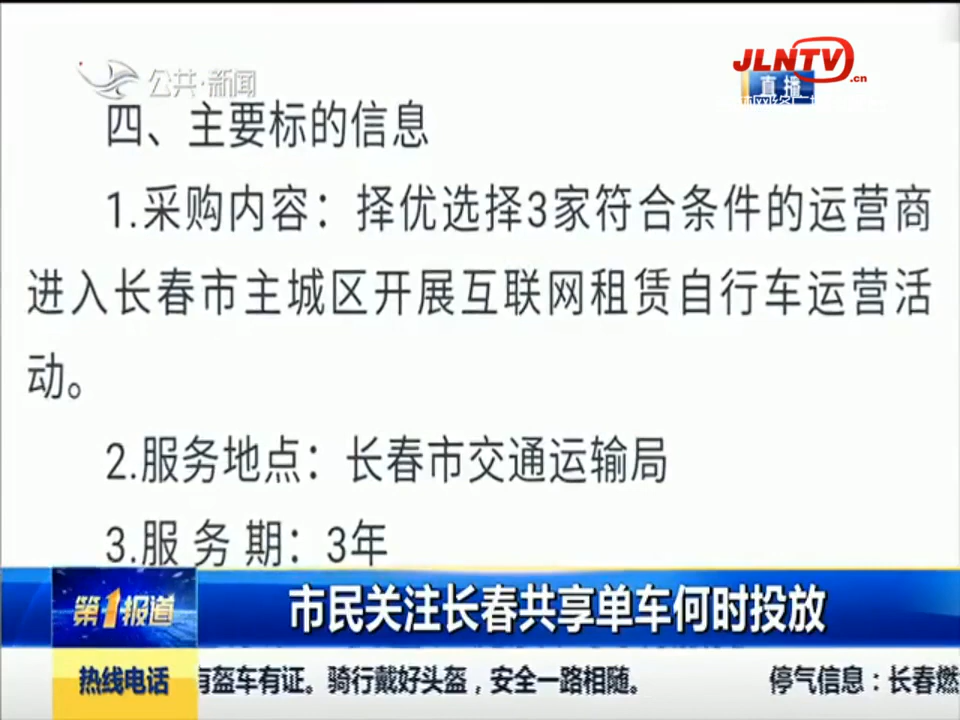 公共·新闻
JLNTV.cn
直播
四、主要标的信息
1.采购内容：择优选择3家符合条件的运营商
进入长春市主城区开展互联网租赁自行车运营活
动。
2.服务地点：长春市交通运输局
3.服 务 期：3年
第1报道
市民关注长春共享单车何时投放
热线电话
有盔车有证。骑行戴好头盔，安全一路相随。
停气信息：长春燃